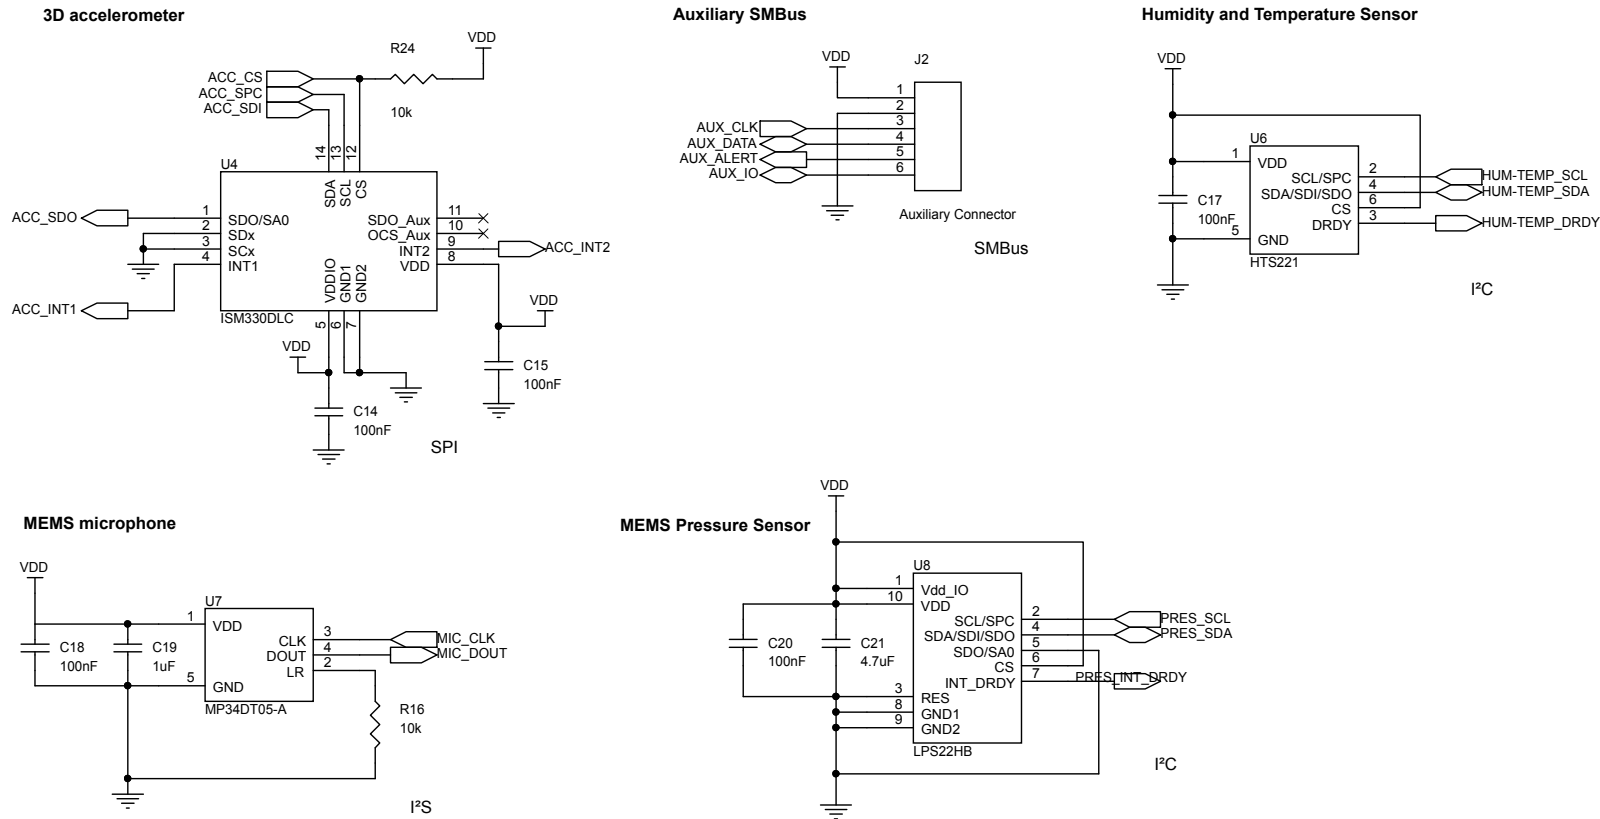 3D accelerometer
VDD
R24
10k
ACC_CS
ACC_SPC
ACC_SDI
14
13
12
U4
SDA
SCL
CS
ACC_SDO
1
SDO/SA0
2
SDx
3
SCx
4
INT1
ACC_INT1
11
SDO_Aux
10
OCS_Aux
9
INT2
ACC_INT2
8
VDD
VDDIO
GND1
GND2
ISM330DLC
5
6
7
VDD
VDD
C15
100nF
C14
100nF
SPI
Auxiliary SMBus
VDD
J2
1
2
3
4
5
6
AUX_CLK
AUX_DATA
AUX_ALERT
AUX_IO
Auxiliary Connector
SMBus
Humidity and Temperature Sensor
VDD
U6
1
VDD
2
SCL/SPC
HUM-TEMP_SCL
4
SDA/SDI/SDO
HUM-TEMP_SDA
6
CS
3
DRDY
HUM-TEMP_DRDY
C17
100nF
5
GND
HTS221
I²C
MEMS microphone
VDD
U7
1
VDD
C18
100nF
C19
1uF
3
CLK
MIC_CLK
4
DOUT
MIC_DOUT
2
LR
5
GND
MP34DT05-A
R16
10k
I²S
MEMS Pressure Sensor
VDD
U8
1
Vdd_IO
10
VDD
2
SCL/SPC
PRES_SCL
4
SDA/SDI/SDO
PRES_SDA
5
SDO/SA0
6
CS
7
INT_DRDY
PRES_INT_DRDY
C20
100nF
C21
4.7uF
3
RES
8
GND1
9
GND2
LPS22HB
I²C